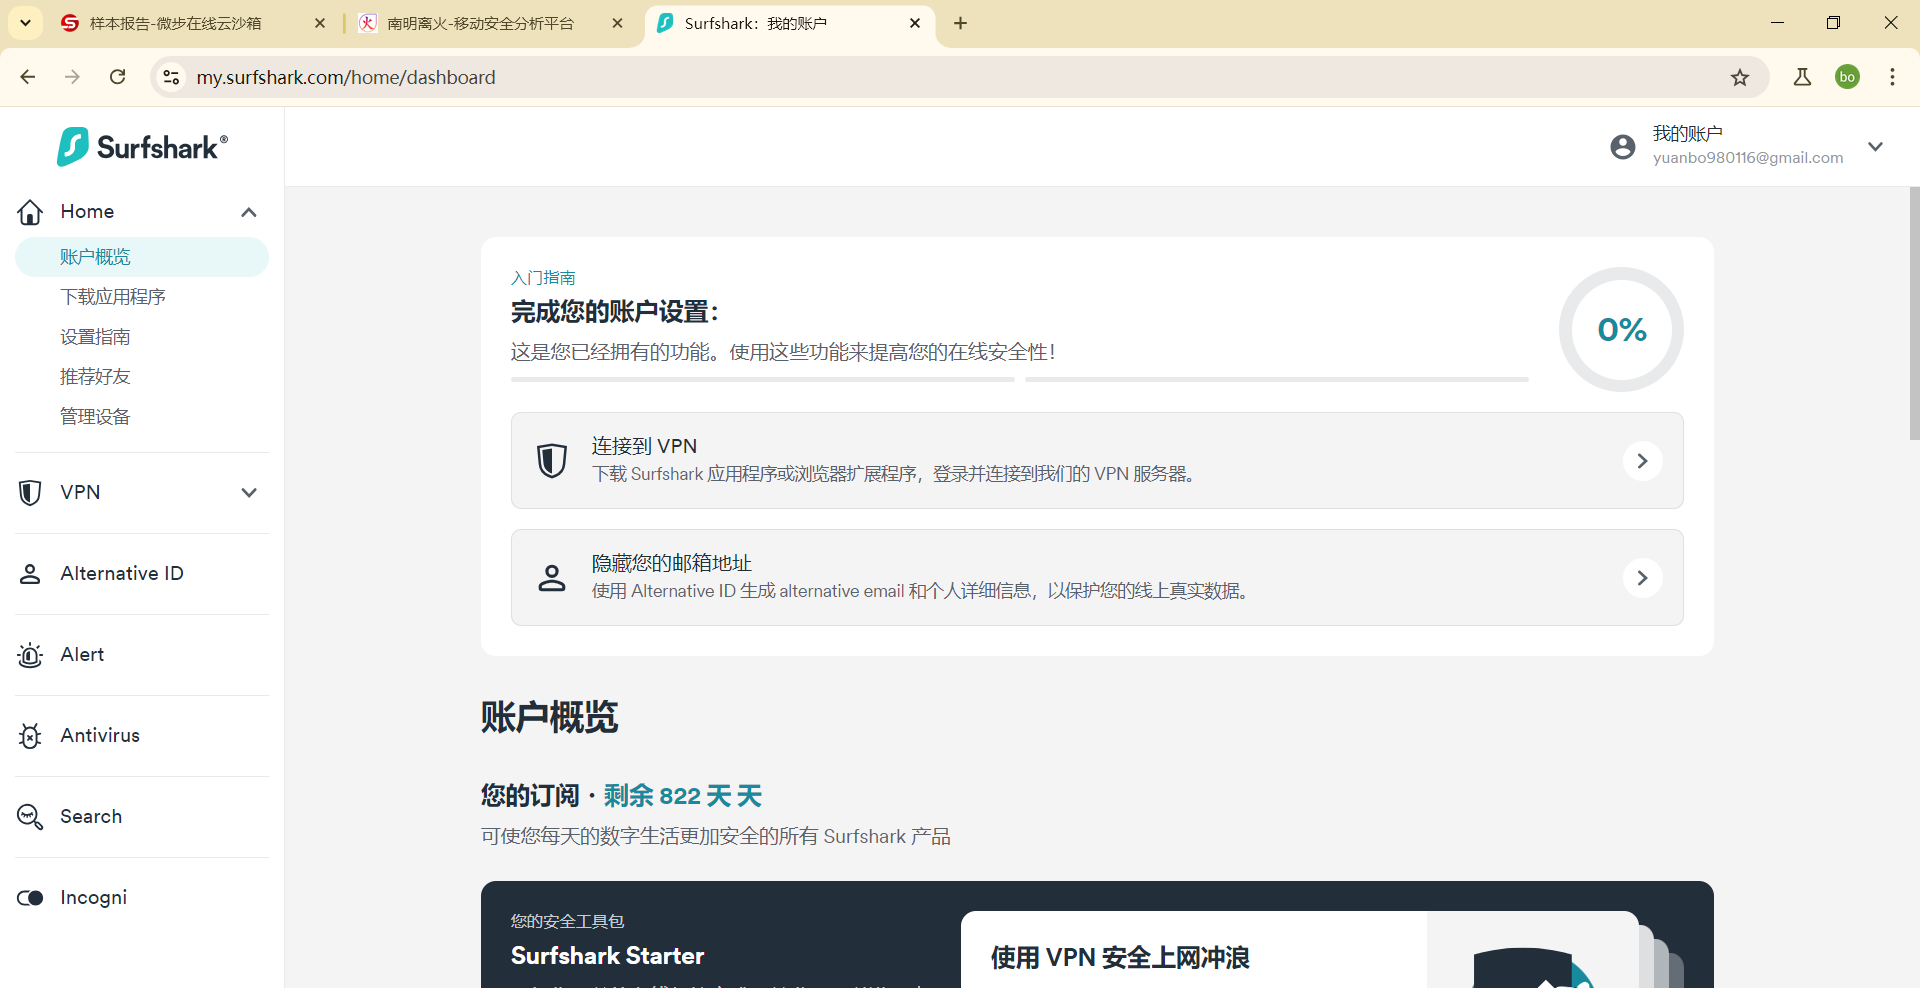 样本报告-微步在线云沙箱
南明离火-移动安全分析平台
Surfshark：我的账户
my.surfshark.com/home/dashboard
bo
Surfshark®
我的账户
yuanbo980116@gmail.com
Home
账户概览
下载应用程序
设置指南
推荐好友
管理设备
VPN
Alternative ID
Alert
Antivirus
Search
Incogni
入门指南
完成您的账户设置：
这是您已经拥有的功能。使用这些功能来提高您的在线安全性！
0%
连接到 VPN
下载 Surfshark 应用程序或浏览器扩展程序，登录并连接到我们的 VPN 服务器。
隐藏您的邮箱地址
使用 Alternative ID 生成 alternative email 和个人详细信息，以保护您的线上真实数据。
账户概览
您的订阅 · 剩余 822 天 天
可使您每天的数字生活更加安全的所有 Surfshark 产品
您的安全工具包
Surfshark Starter
使用 VPN 安全上网冲浪